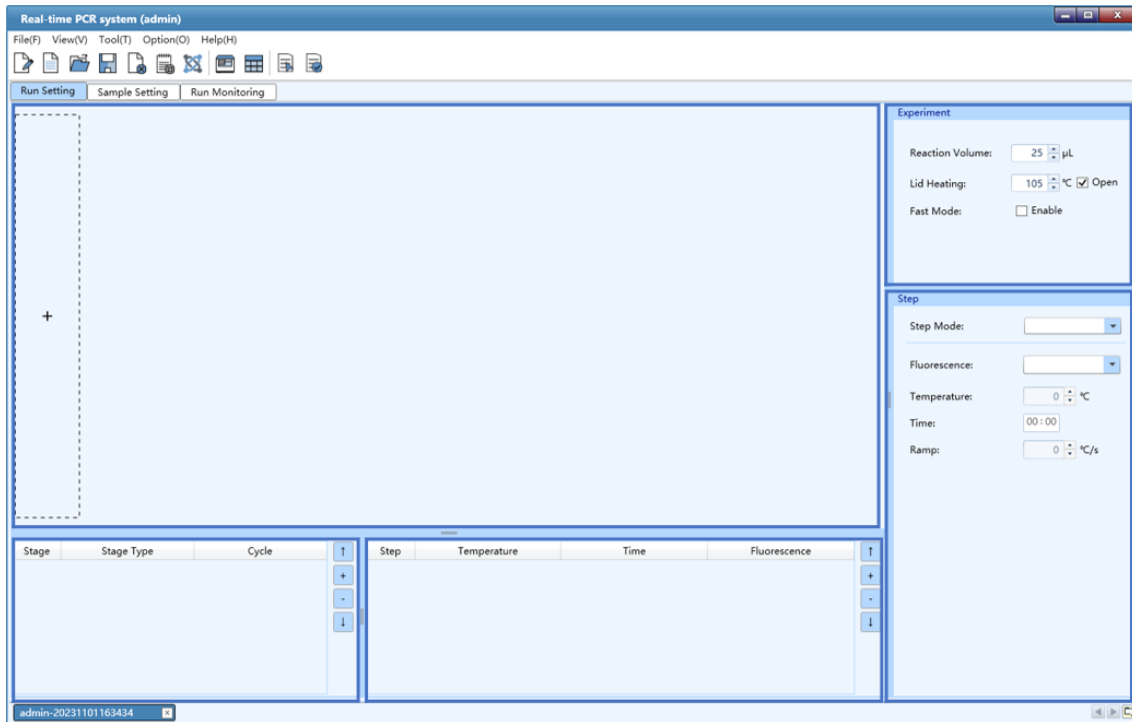 Real-time PCR system (admin)
File(F) View(V) Tool(T) Option(O) Help(H)
Run Setting Sample Setting Run Monitoring
+
Experiment
Reaction Volume: 25 μL
Lid Heating: 105 ℃ Open
Fast Mode: Enable
Step
Step Mode:
Fluorescence:
Temperature: 0 ℃
Time: 00:00
Ramp: 0 ℃/s
Stage Stage Type Cycle ↑
+
-
↓
Step Temperature Time Fluorescence ↑
+
-
↓
admin-20231101163434